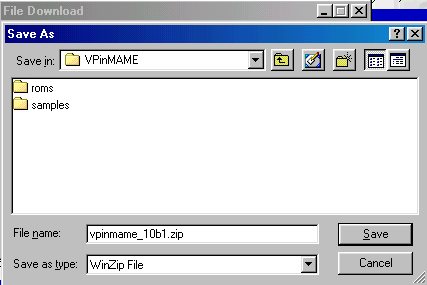 File Download
Save As
Save in: VPinMAME
roms
samples
File name: vpinmame_10b1.zip Save
Save as type: WinZip File Cancel